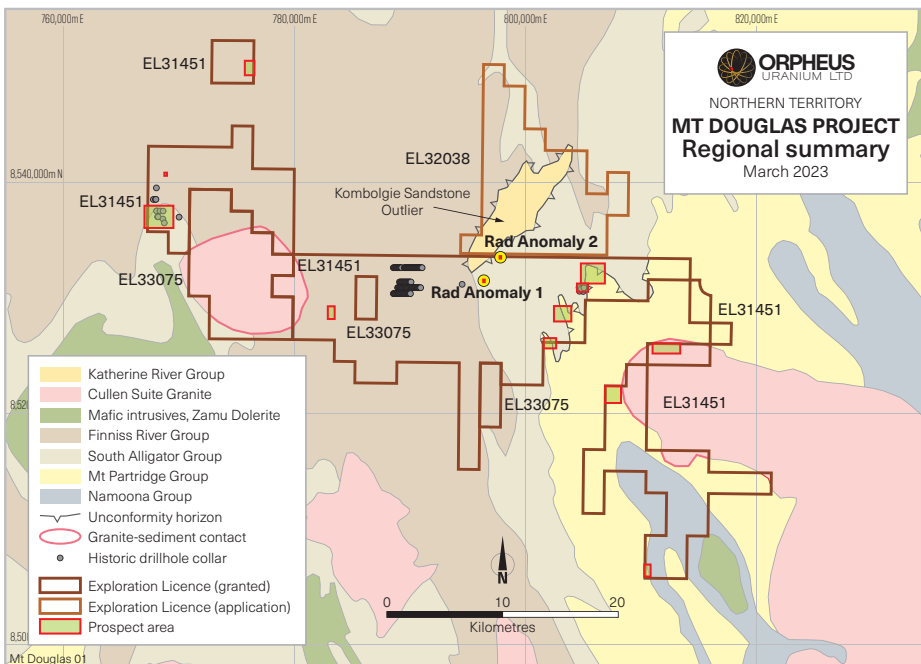 760,000m E
780,000m E
800,000m E
820,000m E
ORPHEUS
URANIUM LTD
NORTHERN TERRITORY
MT DOUGLAS PROJECT
Regional summary
March 2023
EL31451
EL32038
8,540,000m N
Kombolgie Sandstone
Outlier
EL31451
Rad Anomaly 2
EL33075
EL31451
Rad Anomaly 1
EL33075
EL31451
EL33075
EL31451
8,52
Katherine River Group
Cullen Suite Granite
Mafic intrusives, Zamu Dolerite
Finniss River Group
South Alligator Group
Mt Partridge Group
Namoona Group
Unconformity horizon
Granite-sediment contact
Historic drillhole collar
Exploration Licence (granted)
Exploration Licence (application)
Prospect area
N
0 10 20
Kilometres
8,50
Mt Douglas 01